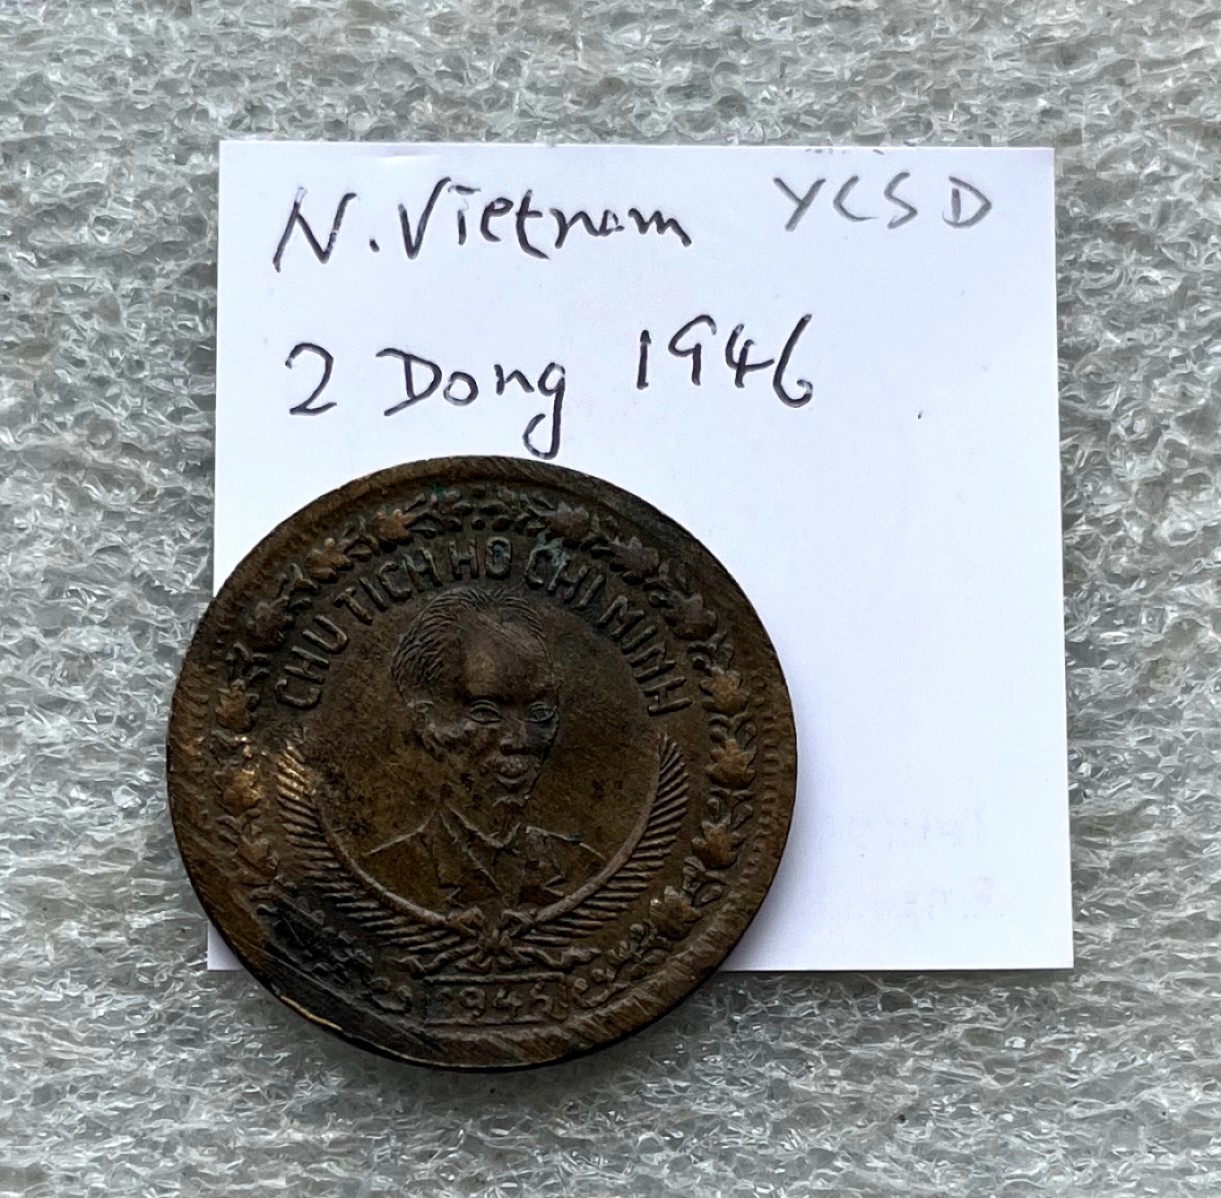 N. Vietnam YCSD
2 Dong 1946
CHU TICH HO CHI MINH
1946